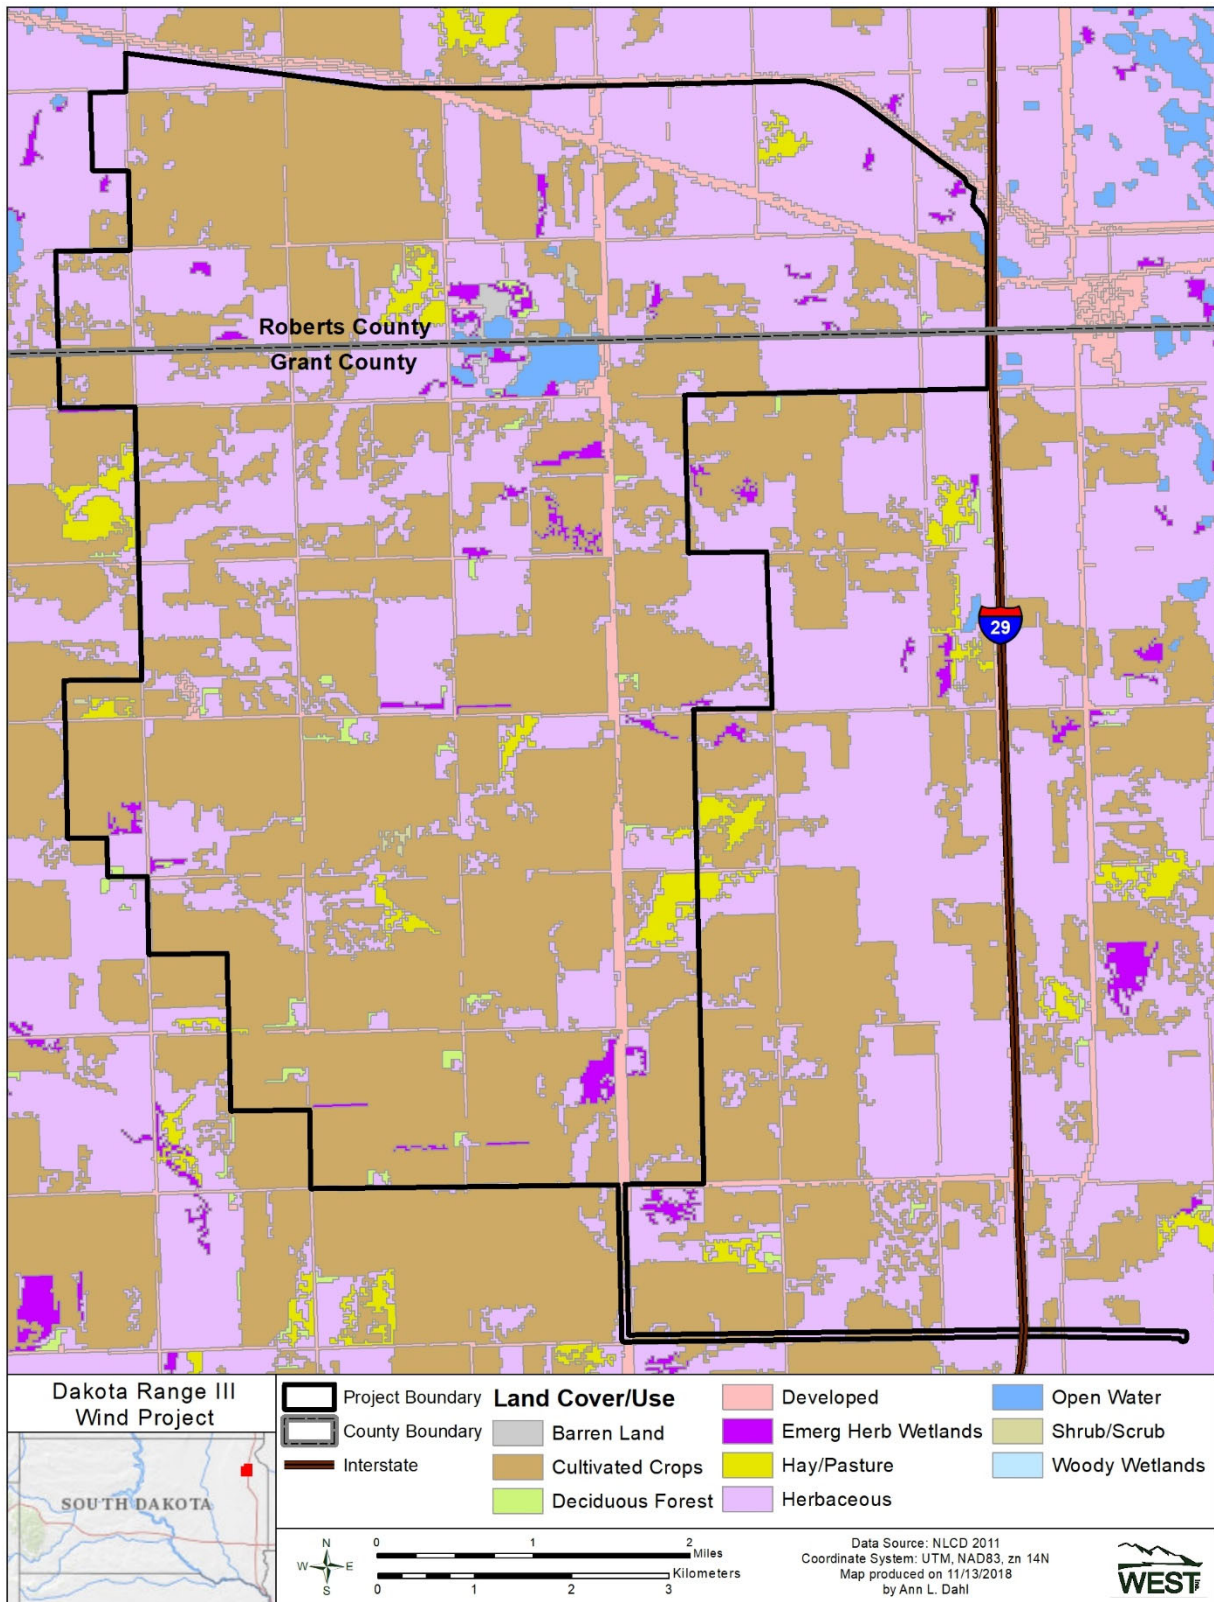 Roberts County
Grant County
29
Dakota Range III
Wind Project
SOUTH DAKOTA
Project Boundary
County Boundary
Interstate
Land Cover/Use
Barren Land
Cultivated Crops
Deciduous Forest
Developed
Emerg Herb Wetlands
Hay/Pasture
Herbaceous
Open Water
Shrub/Scrub
Woody Wetlands
N
W E
S
0 1 2
Miles
Kilometers
0 1 2 3
Data Source: NLCD 2011
Coordinate System: UTM, NAD83, zn 14N
Map produced on 11/13/2018
by Ann L. Dahl
WEST Inc.